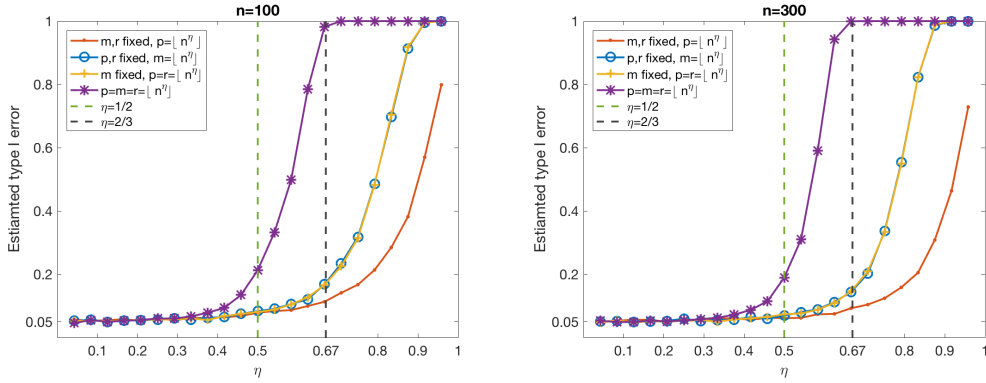 n=100
Estiamted type I error
1
0.8
0.6
0.4
0.2
0.05
m,r fixed, p=⌊ n^η⌋
p,r fixed, m=⌊ n^η⌋
m fixed, p=r=⌊ n^η⌋
p=m=r=⌊ n^η⌋
η=1/2
η=2/3
0.1 0.2 0.3 0.4 0.5 0.67 0.8 0.9 1
η
n=300
Estiamted type I error
1
0.8
0.6
0.4
0.2
0.05
m,r fixed, p=⌊ n^η⌋
p,r fixed, m=⌊ n^η⌋
m fixed, p=r=⌊ n^η⌋
p=m=r=⌊ n^η⌋
η=1/2
η=2/3
0.1 0.2 0.3 0.4 0.5 0.67 0.8 0.9 1
η